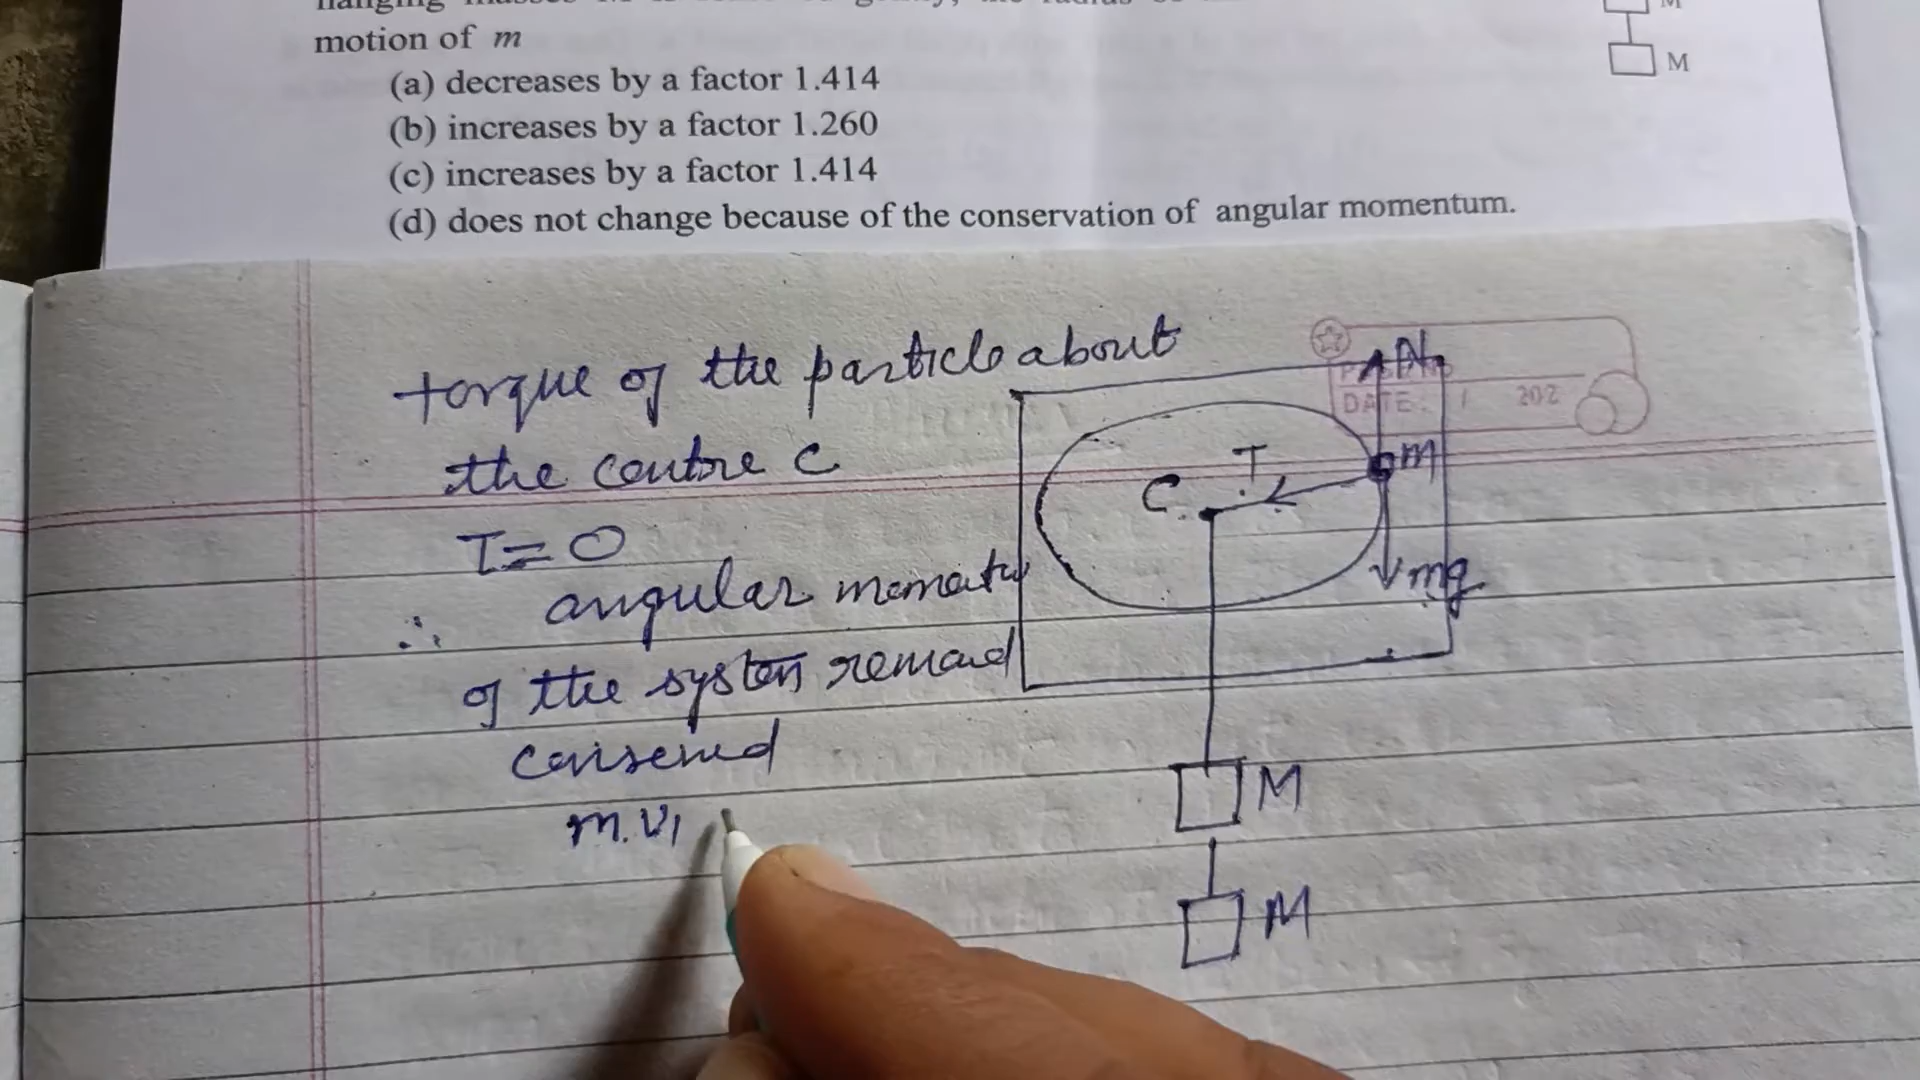 motion of m
M
(a) decreases by a factor 1.414
M
(b) increases by a factor 1.260
(c) increases by a factor 1.414
(d) does not change because of the conservation of angular momentum.
torque of the particle about
the centre C
τ = 0
∴ angular momentu
of the system
m.v₁
N
DATE: / 202
m
T
C
mg
M
M